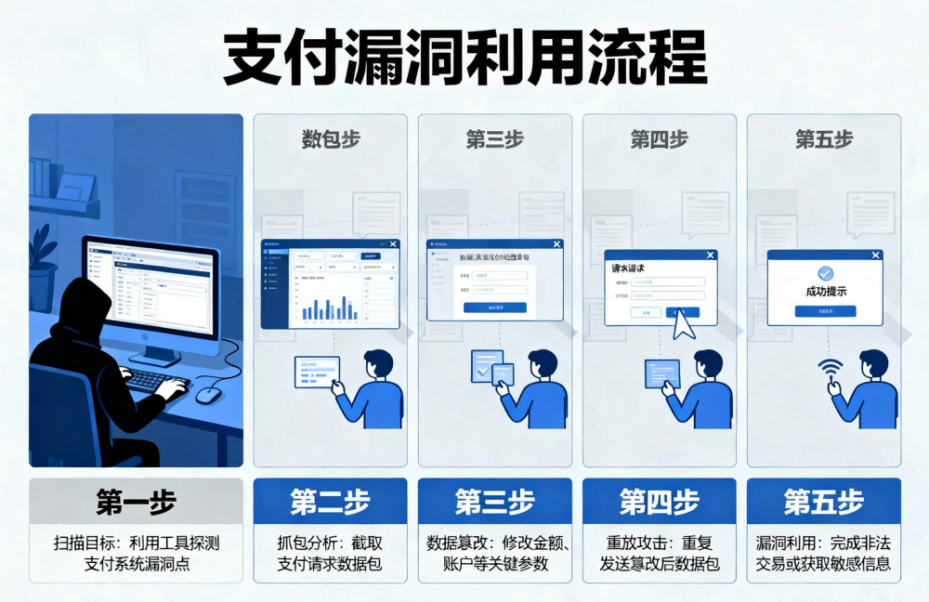 支付漏洞利用流程
数包步
第三步
第四步
第五步
请求请求
成功提示
第一步
扫描目标：利用工具探测
支付系统漏洞点
第二步
抓包分析：截取
支付请求数据包
第三步
数据篡改：修改金额、
账户等关键参数
第四步
重放攻击：重复
发送篡改后数据包
第五步
漏洞利用：完成非法
交易或获取敏感信息